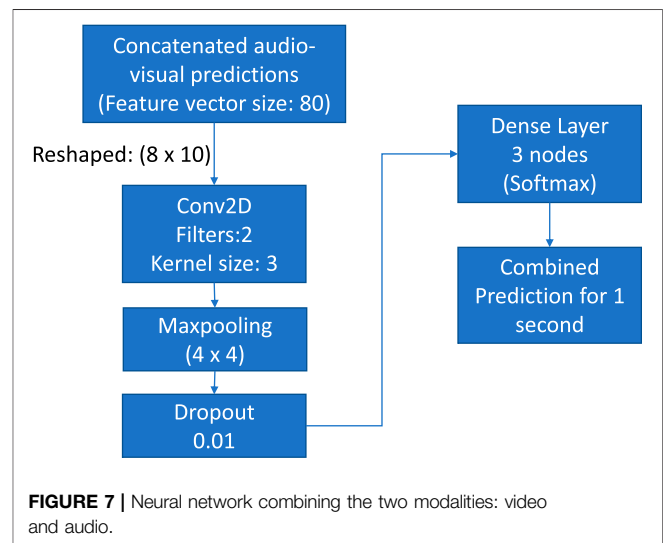 Concatenated audio-
visual predictions
(Feature vector size: 80)
Reshaped: (8 x 10)
Conv2D
Filters:2
Kernel size: 3
Maxpooling
(4 x 4)
Dropout
0.01
Dense Layer
3 nodes
(Softmax)
Combined
Prediction for 1
second
FIGURE 7 | Neural network combining the two modalities: video
and audio.